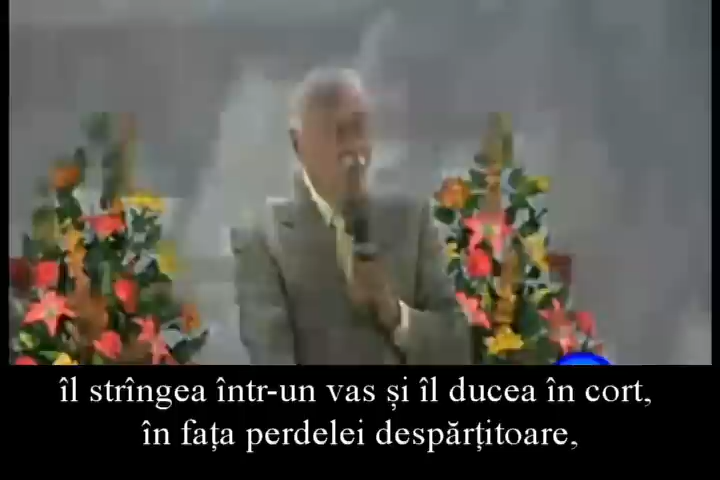 îl strîngea într-un vas și îl ducea în cort,
în fața perdelei despărțitoare,